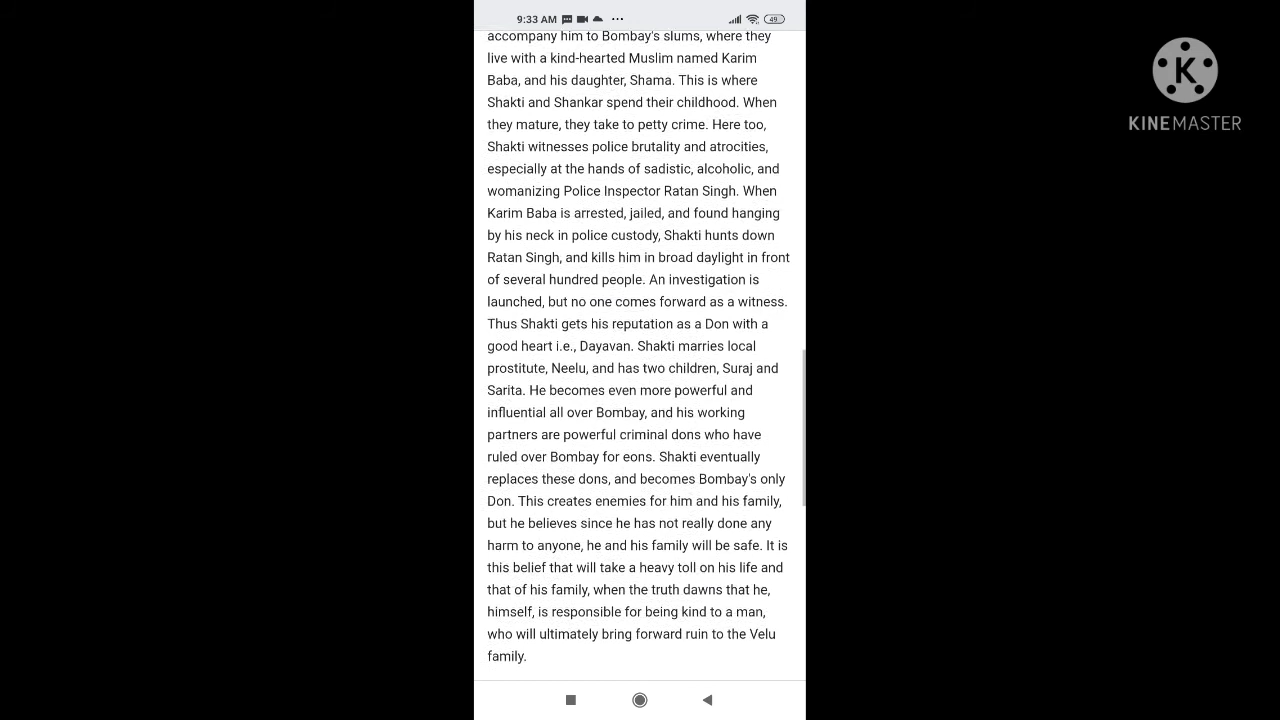 9:33 AM ...
49
accompany him to Bombay's slums, where they
live with a kind-hearted Muslim named Karim
Baba, and his daughter, Shama. This is where
Shakti and Shankar spend their childhood. When
they mature, they take to petty crime. Here too,
Shakti witnesses police brutality and atrocities,
especially at the hands of sadistic, alcoholic, and
womanizing Police Inspector Ratan Singh. When
Karim Baba is arrested, jailed, and found hanging
by his neck in police custody, Shakti hunts down
Ratan Singh, and kills him in broad daylight in front
of several hundred people. An investigation is
launched, but no one comes forward as a witness.
Thus Shakti gets his reputation as a Don with a
good heart i.e., Dayavan. Shakti marries local
prostitute, Neelu, and has two children, Suraj and
Sarita. He becomes even more powerful and
influential all over Bombay, and his working
partners are powerful criminal dons who have
ruled over Bombay for eons. Shakti eventually
replaces these dons, and becomes Bombay's only
Don. This creates enemies for him and his family,
but he believes since he has not really done any
harm to anyone, he and his family will be safe. It is
this belief that will take a heavy toll on his life and
that of his family, when the truth dawns that he,
himself, is responsible for being kind to a man,
who will ultimately bring forward ruin to the Velu
family.
K
KINEMASTER